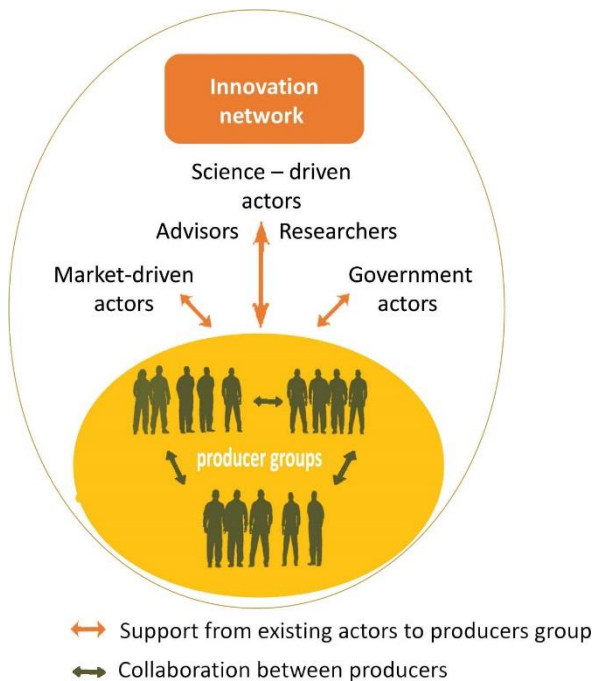 Innovation
network
Science – driven
actors
Advisors Researchers
Market-driven
actors
Government
actors
producer groups
Support from existing actors to producers group
Collaboration between producers